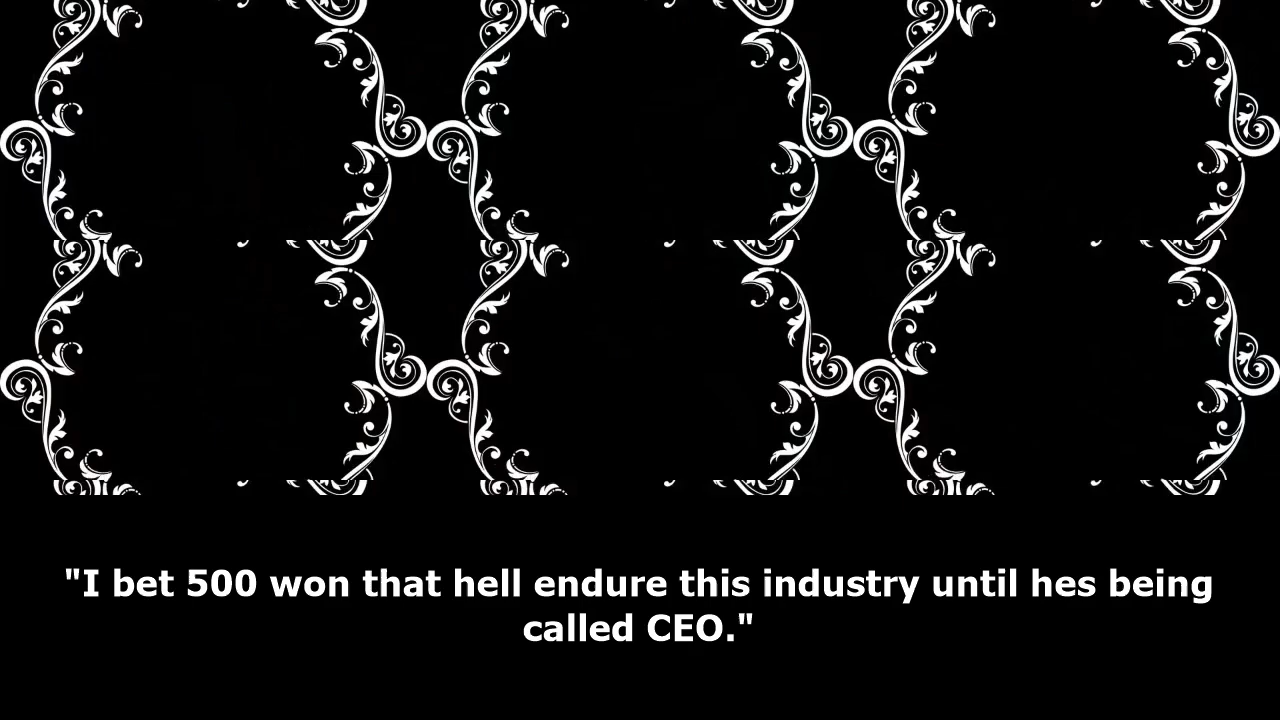 "I bet 500 won that hell endure this industry until hes being
called CEO."